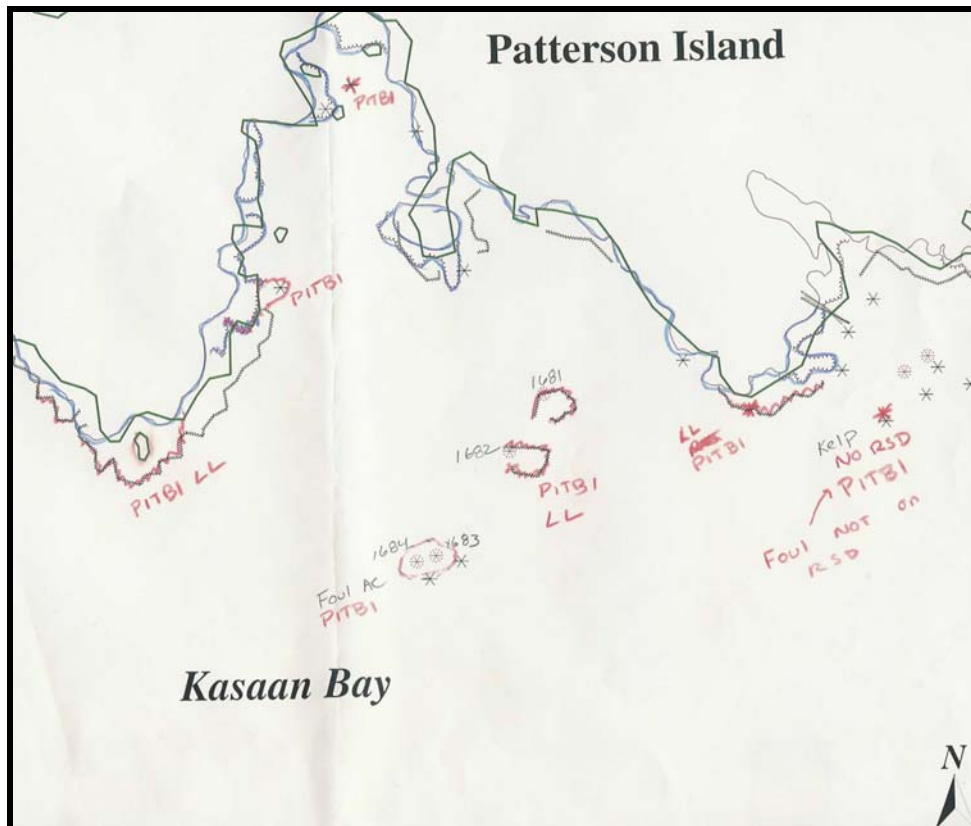 Patterson Island
PITBI
PITBI
1681
1682
LL
PITBI
PITBI LL
PITBI
LL
Kelp
NO RSD
PITBI
Foul NOT on
RSD
1684
1683
Foul AC
PITBI
Kasaan Bay
N